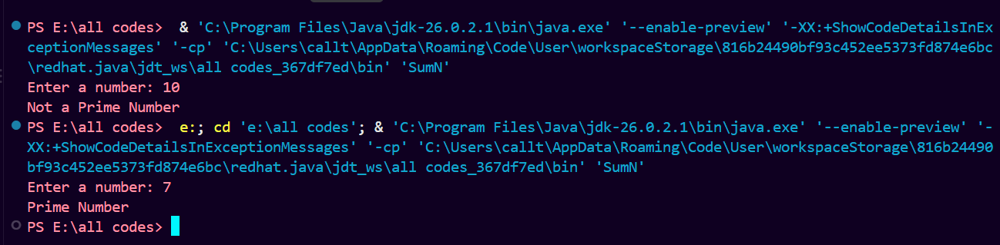 PS E:\all codes>  & 'C:\Program Files\Java\jdk-26.0.2.1\bin\java.exe' '--enable-preview' '-XX:+ShowCodeDetailsInEx
ceptionMessages' '-cp' 'C:\Users\callt\AppData\Roaming\Code\User\workspaceStorage\816b24490bf93c452ee5373fd874e6bc
\redhat.java\jdt_ws\all codes_367df7ed\bin' 'SumN'
Enter a number: 10
Not a Prime Number
PS E:\all codes>  e:; cd 'e:\all codes'; & 'C:\Program Files\Java\jdk-26.0.2.1\bin\java.exe' '--enable-preview' '-
XX:+ShowCodeDetailsInExceptionMessages' '-cp' 'C:\Users\callt\AppData\Roaming\Code\User\workspaceStorage\816b24490
bf93c452ee5373fd874e6bc\redhat.java\jdt_ws\all codes_367df7ed\bin' 'SumN'
Enter a number: 7
Prime Number
PS E:\all codes>